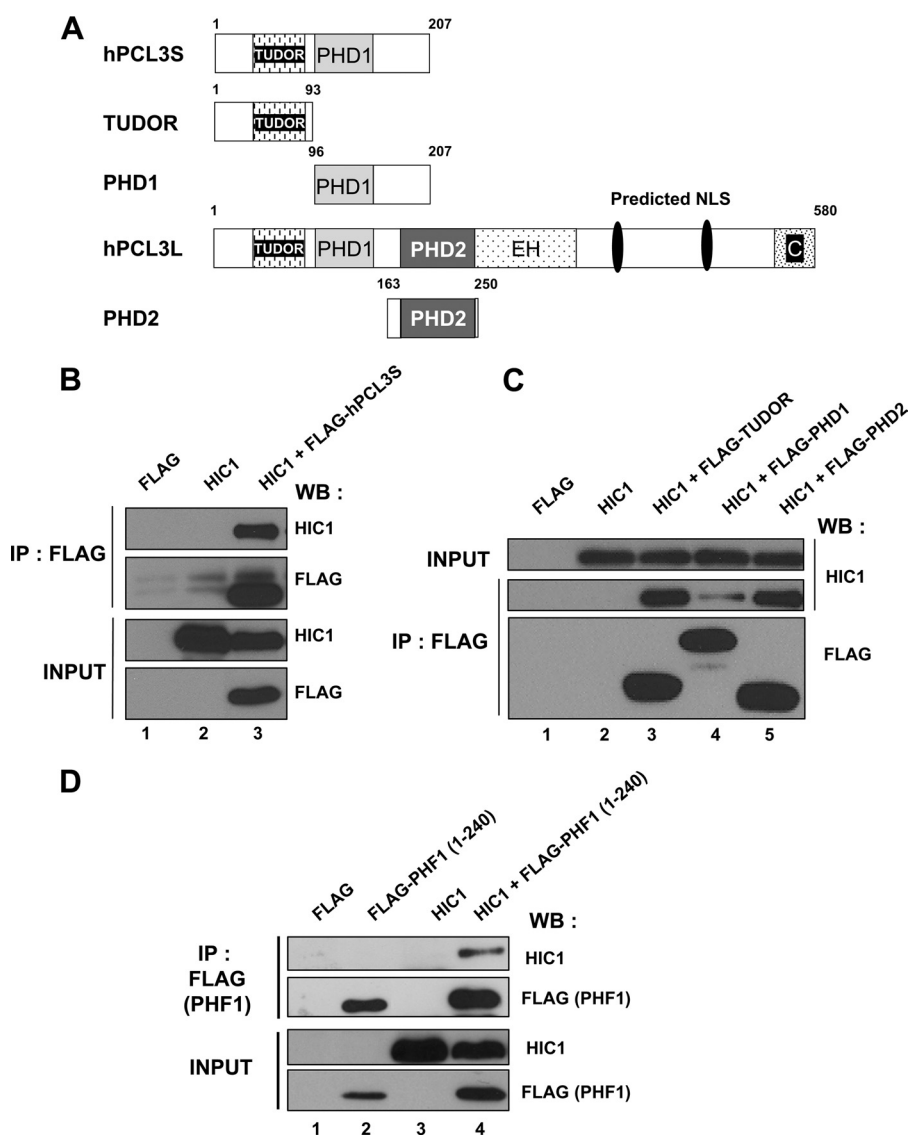 A
1
207
hPCL3S
TUDOR
PHD1
1
93
TUDOR
TUDOR
96
207
PHD1
PHD1
Predicted NLS
1
580
hPCL3L
TUDOR
PHD1
PHD2
EH
C
163
250
PHD2
PHD2
B
FLAG
HIC1
HIC1 + FLAG-hPCL3S
WB :
IP : FLAG
HIC1
FLAG
INPUT
HIC1
FLAG
1 2 3
C
FLAG
HIC1
HIC1 + FLAG-TUDOR
HIC1 + FLAG-PHD1
HIC1 + FLAG-PHD2
WB :
INPUT
HIC1
IP : FLAG
FLAG
1 2 3 4 5
D
FLAG
FLAG-PHF1 (1-240)
HIC1
HIC1 + FLAG-PHF1 (1-240)
WB :
IP :
FLAG
(PHF1)
HIC1
FLAG (PHF1)
INPUT
HIC1
FLAG (PHF1)
1 2 3 4